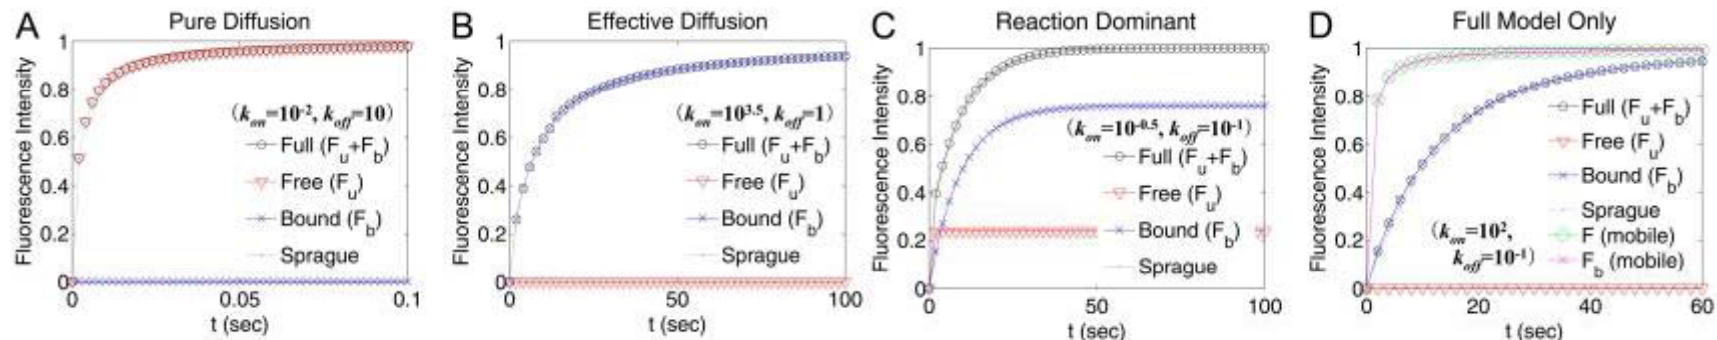 A
Pure Diffusion
Fluorescence Intensity
1
0.8
0.6
0.4
0.2
0
(kon=10-2, koff=10)
Full (Fu+Fb)
Free (Fu)
Bound (Fb)
Sprague
0 0.05 0.1
t (sec)
B
Effective Diffusion
Fluorescence Intensity
1
0.8
0.6
0.4
0.2
0
(kon=103.5, koff=1)
Full (Fu+Fb)
Free (Fu)
Bound (Fb)
Sprague
0 50 100
t (sec)
C
Reaction Dominant
Fluorescence Intensity
1
0.8
0.6
0.4
0.2
0
(kon=10-0.5, koff=10-1)
Full (Fu+Fb)
Free (Fu)
Bound (Fb)
Sprague
0 50 100
t (sec)
D
Full Model Only
Fluorescence Intensity
1
0.8
0.6
0.4
0.2
0
Full (Fu+Fb)
Free (Fu)
Bound (Fb)
Sprague
F (mobile)
Fb (mobile)
(kon=102,
koff=10-1)
0 20 40 60
t (sec)